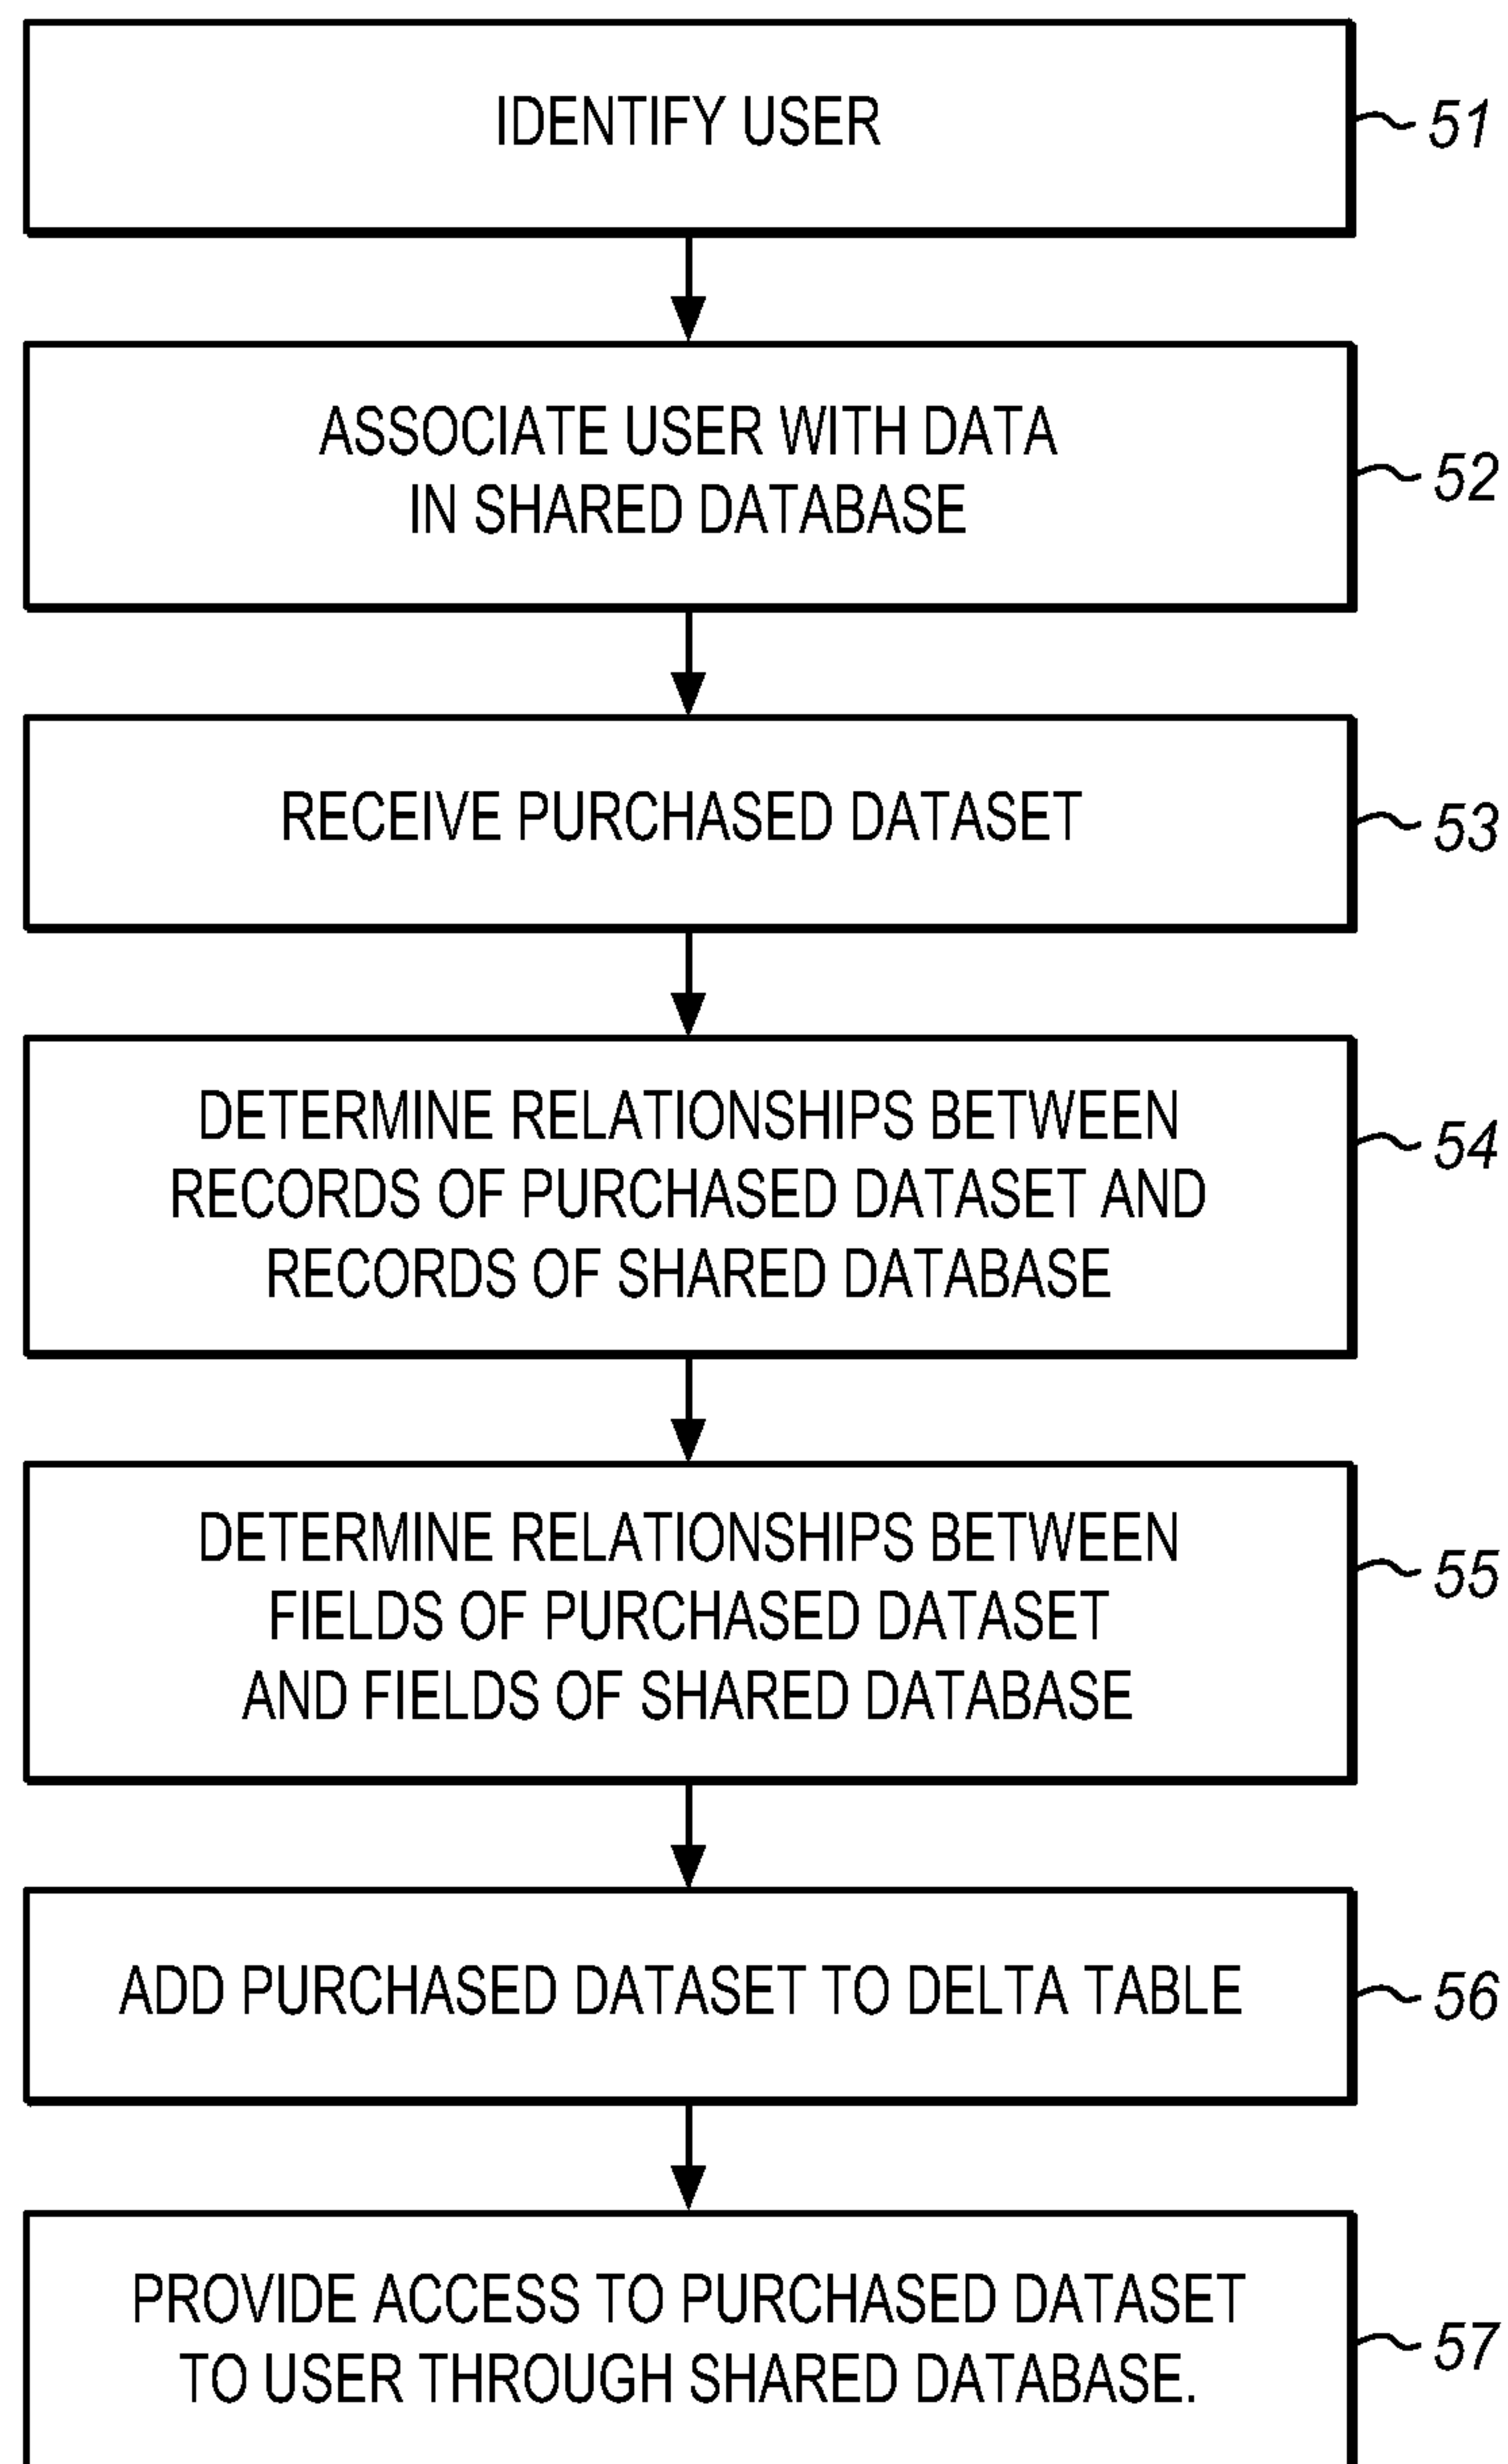 IDENTIFY USER
51
ASSOCIATE USER WITH DATA
IN SHARED DATABASE
52
RECEIVE PURCHASED DATASET
53
DETERMINE RELATIONSHIPS BETWEEN
RECORDS OF PURCHASED DATASET AND
RECORDS OF SHARED DATABASE
54
DETERMINE RELATIONSHIPS BETWEEN
FIELDS OF PURCHASED DATASET
AND FIELDS OF SHARED DATABASE
55
ADD PURCHASED DATASET TO DELTA TABLE
56
PROVIDE ACCESS TO PURCHASED DATASET
TO USER THROUGH SHARED DATABASE.
57